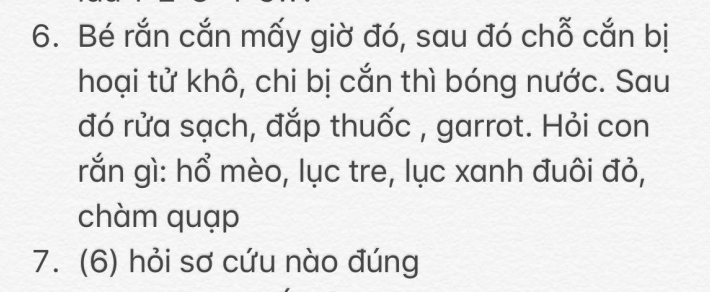 6. Bé rắn cắn mấy giờ đó, sau đó chỗ cắn bị
hoại tử khô, chi bị cắn thì bóng nước. Sau
đó rửa sạch, đắp thuốc , garrot. Hỏi con
rắn gì: hổ mèo, lục tre, lục xanh đuôi đỏ,
chàm quạp
7. (6) hỏi sơ cứu nào đúng